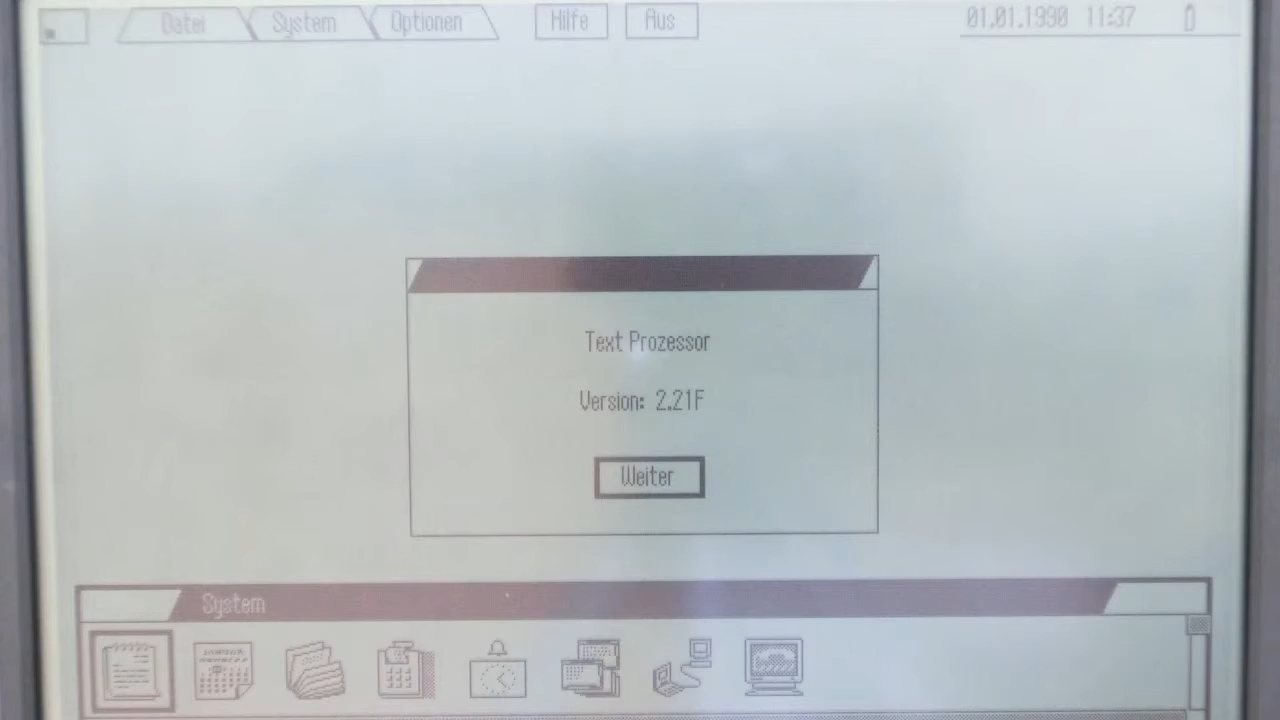 Datei System Optionen Hilfe Aus 01.01.1990 11:37
Text Prozessor
Version: 2.21F
Weiter
System